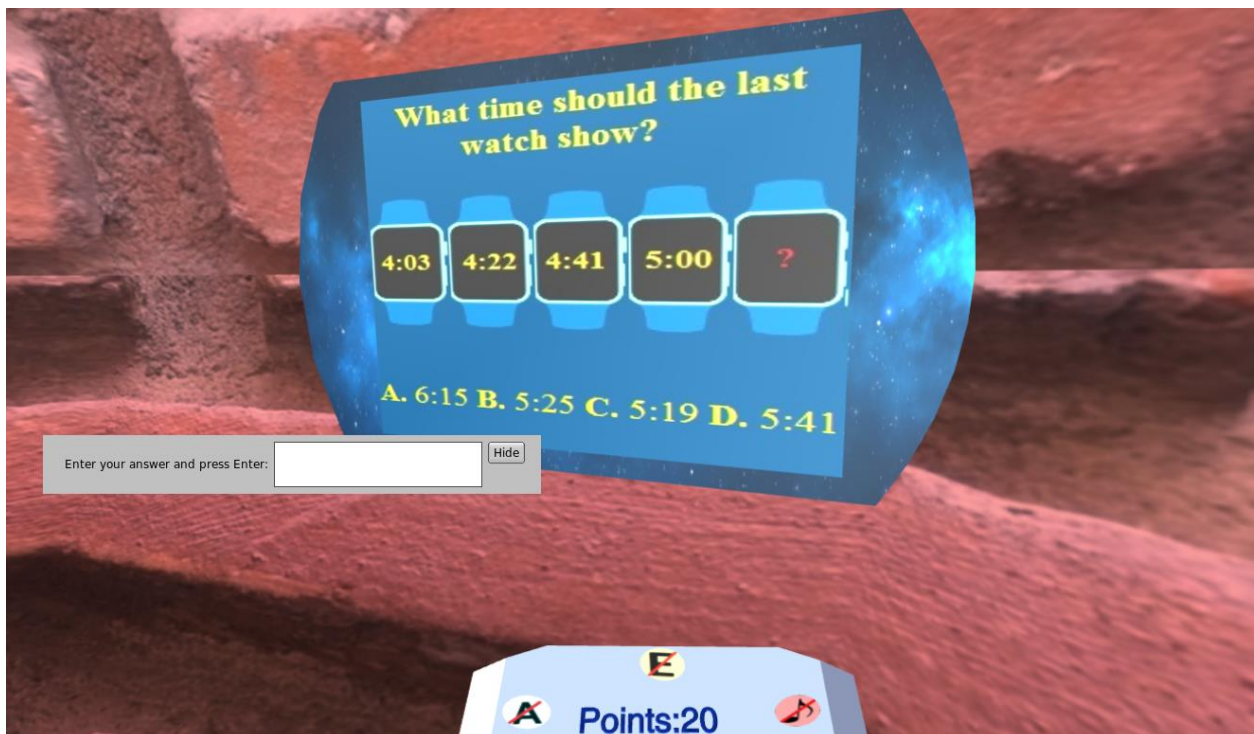 What time should the last
watch show?
4:03 4:22 4:41 5:00 ?
A. 6:15 B. 5:25 C. 5:19 D. 5:41
Enter your answer and press Enter:
Hide
E
A
Points:20